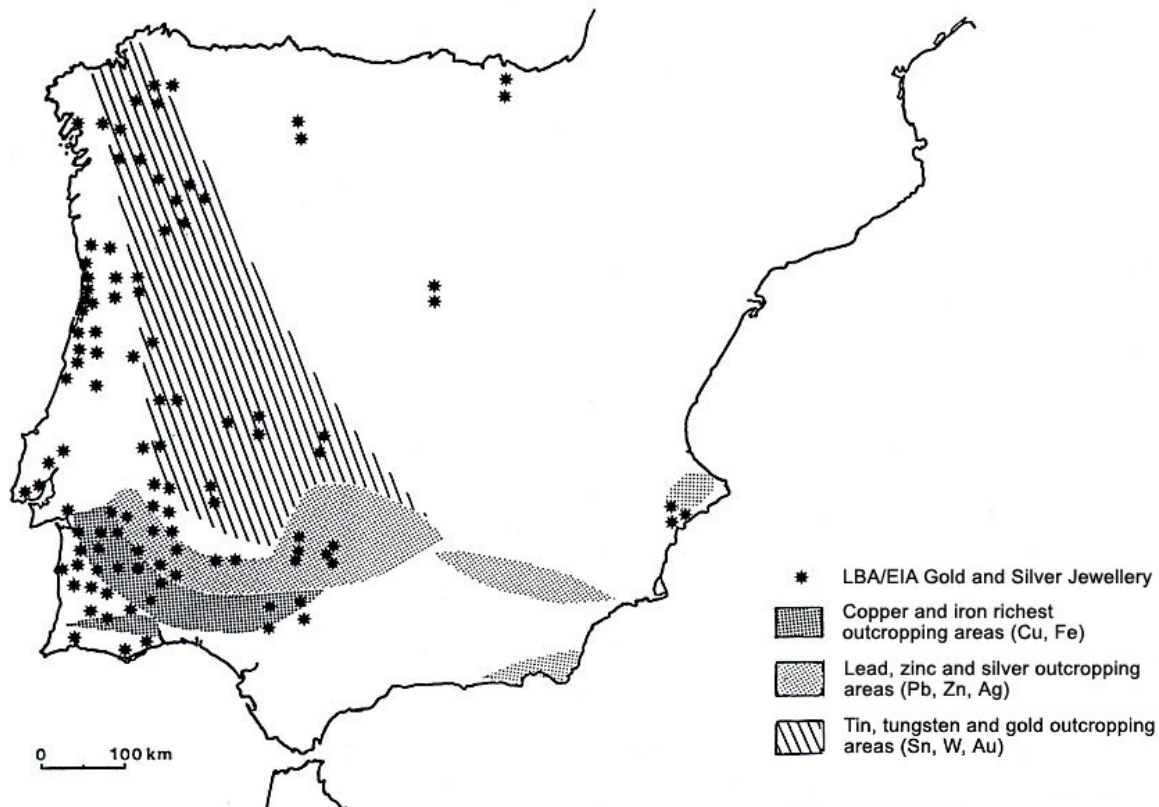 LBA/EIA Gold and Silver Jewellery
Copper and iron richest
outcropping areas (Cu, Fe)
Lead, zinc and silver outcropping
areas (Pb, Zn, Ag)
Tin, tungsten and gold outcropping
areas (Sn, W, Au)
0 100 km